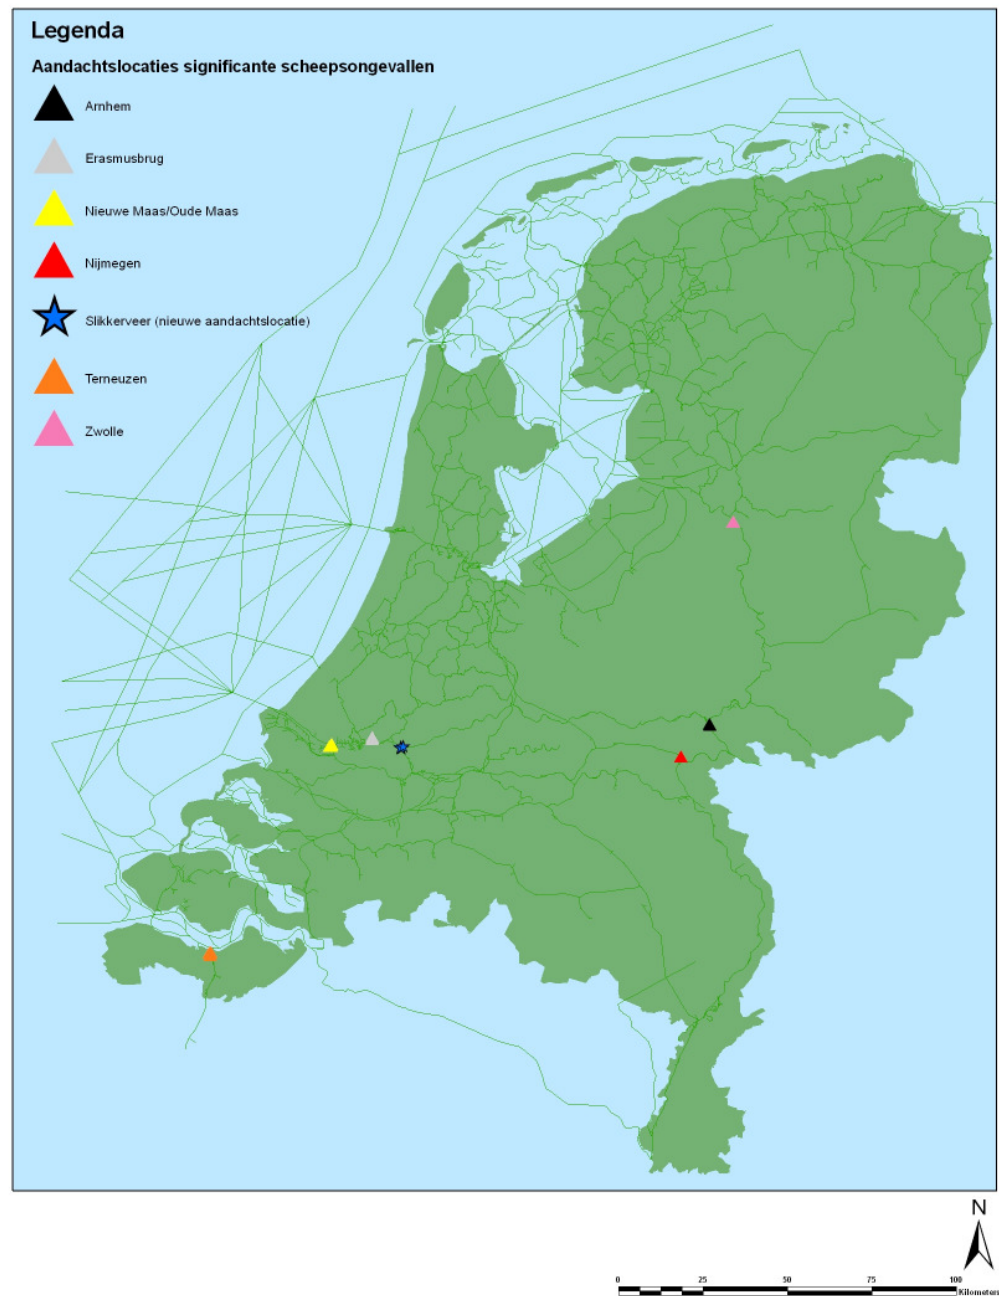 Legenda
Aandachtslocaties significante scheepsongevallen
Arnhem
Erasmusbrug
Nieuwe Maas/Oude Maas
Nijmegen
Slikkerveer (nieuwe aandachtslocatie)
Terneuzen
Zwolle
N
0 25 50 75 100
Kilometers